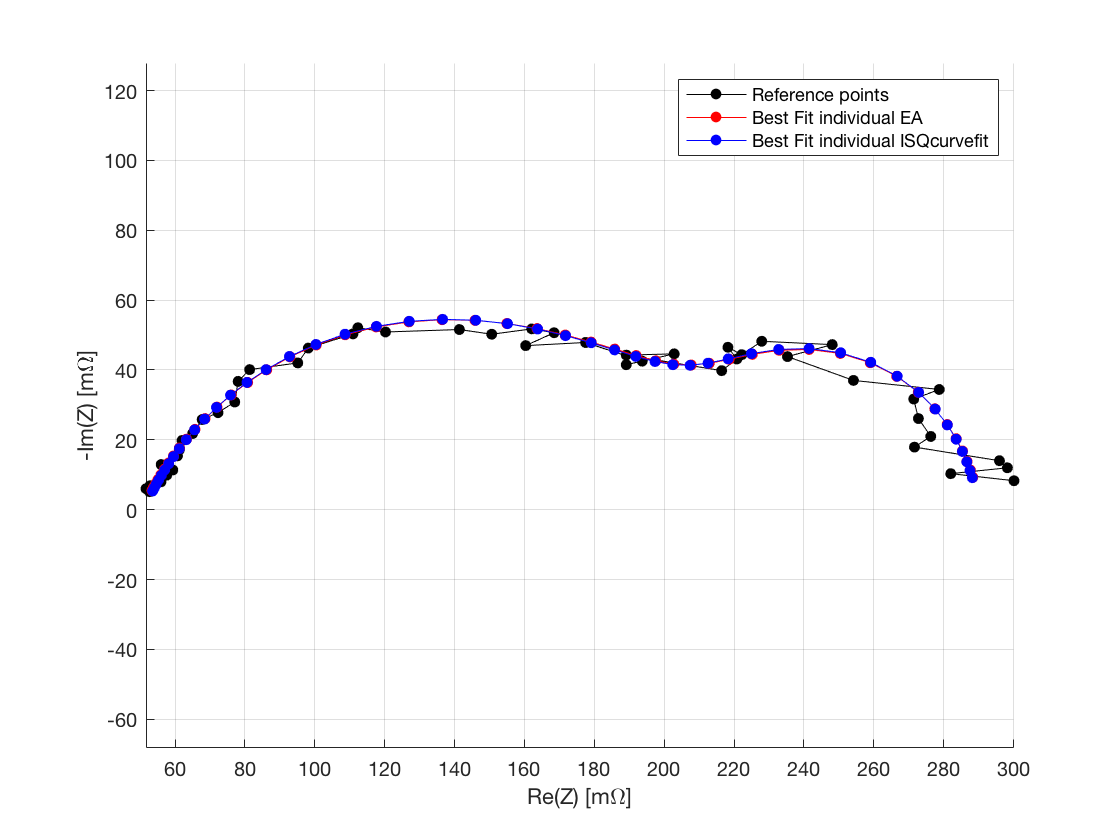 120
100
80
60
40
20
0
-20
-40
-60
-Im(Z) [mΩ]
Reference points
Best Fit individual EA
Best Fit individual ISQcurvefit
60 80 100 120 140 160 180 200 220 240 260 280 300
Re(Z) [mΩ]